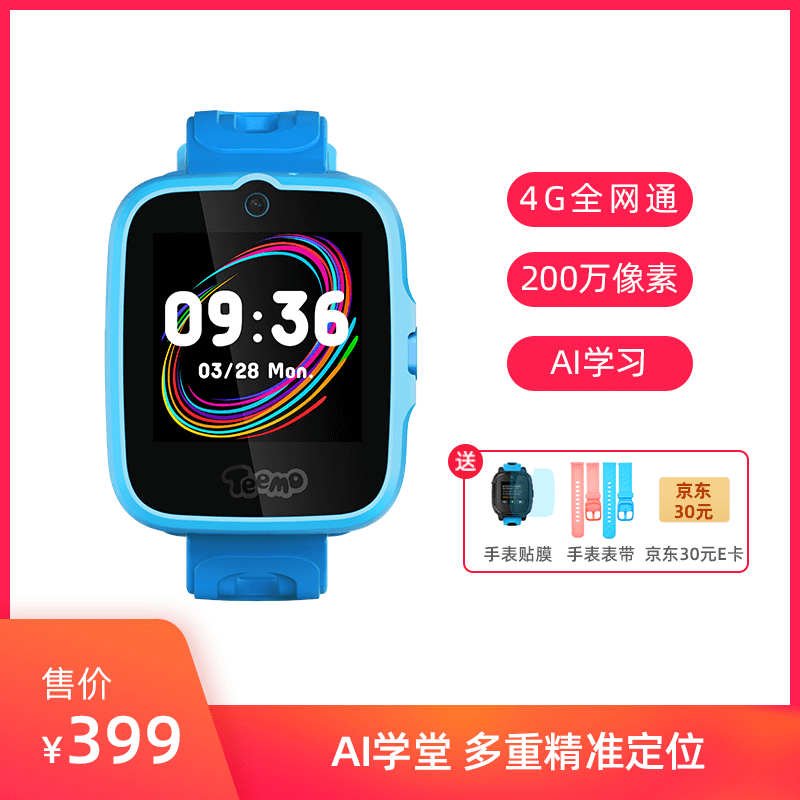 4G全网通
200万像素
AI学习
09:36
03/28 Mon.
Teemo
送
京东
30元
手表贴膜 手表表带 京东30元E卡
售价
¥399
AI学堂 多重精准定位